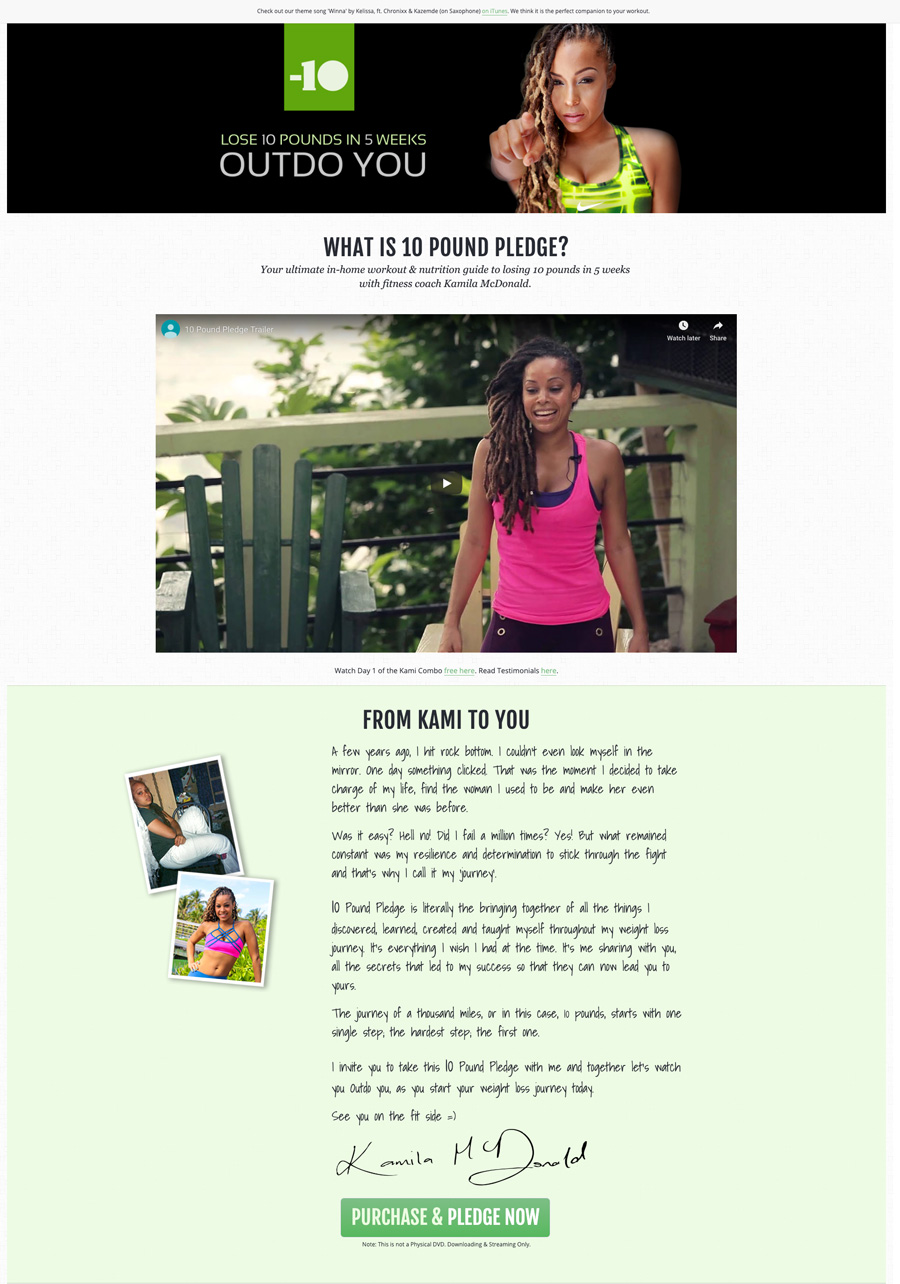 Check out our theme song 'Winna' by Kelissa, ft. Chronixx & Kazemde (on Saxophone) on iTunes. We think it is the perfect companion to your workout.
-10
LOSE 10 POUNDS IN 5 WEEKS
OUTDO YOU
WHAT IS 10 POUND PLEDGE?
Your ultimate in-home workout & nutrition guide to losing 10 pounds in 5 weeks
with fitness coach Kamila McDonald.
10 Pound Pledge Trailer
Watch later
Share
Watch Day 1 of the Kami Combo free here. Read Testimonials here.
FROM KAMI TO YOU
A few years ago, I hit rock bottom. I couldn't even look myself in the
mirror. One day something clicked. That was the moment I decided to take
charge of my life, find the woman I used to be and make her even
better than she was before.
Was it easy? Hell no! Did I fail a million times? Yes! But what remained
constant was my resilience and determination to stick through the fight
and that's why I call it my 'journey'.
10 Pound Pledge is literally the bringing together of all the things I
discovered, learned, created and taught myself throughout my weight loss
journey. It's everything I wish I had at the time. It's me sharing with you,
all the secrets that led to my success so that they can now lead you to
yours.
The journey of a thousand miles, or in this case, 10 pounds, starts with one
single step; the hardest step; the first one.
I invite you to take this 10 Pound Pledge with me and together let's watch
you Outdo you, as you start your weight loss journey today.
See you on the fit side =)
Kamila McDonald
PURCHASE & PLEDGE NOW
Note: This is not a Physical DVD. Downloading & Streaming Only.